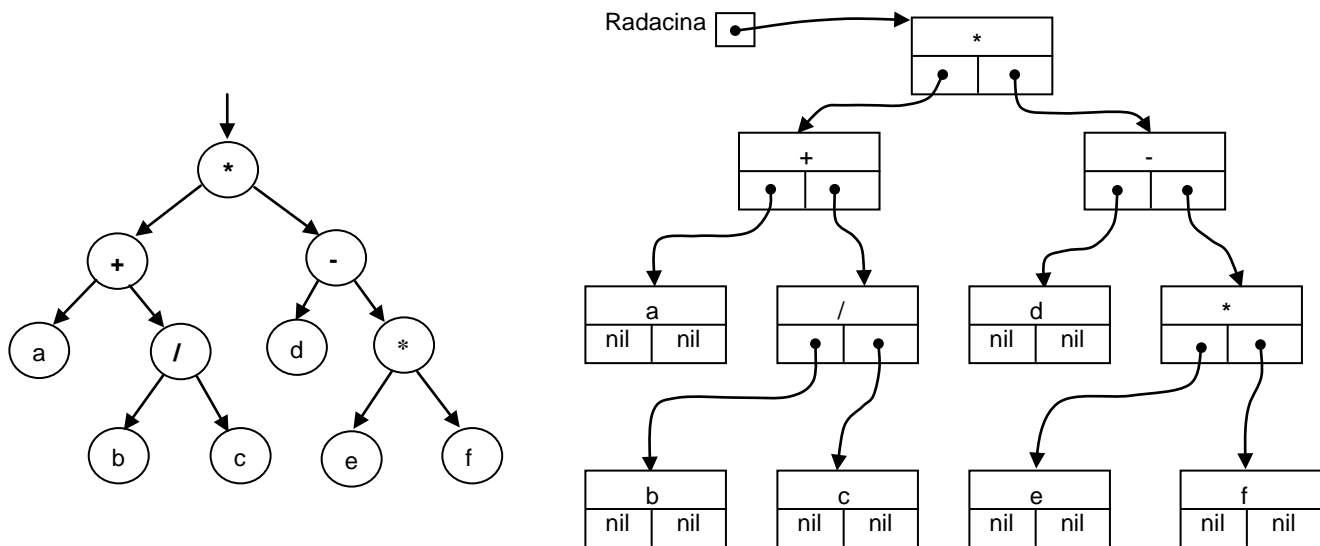 Radacina
*
+ -
a / d *
nil nil nil nil
b c e f
nil nil nil nil nil nil nil nil
*
+ -
a / d *
b c e f